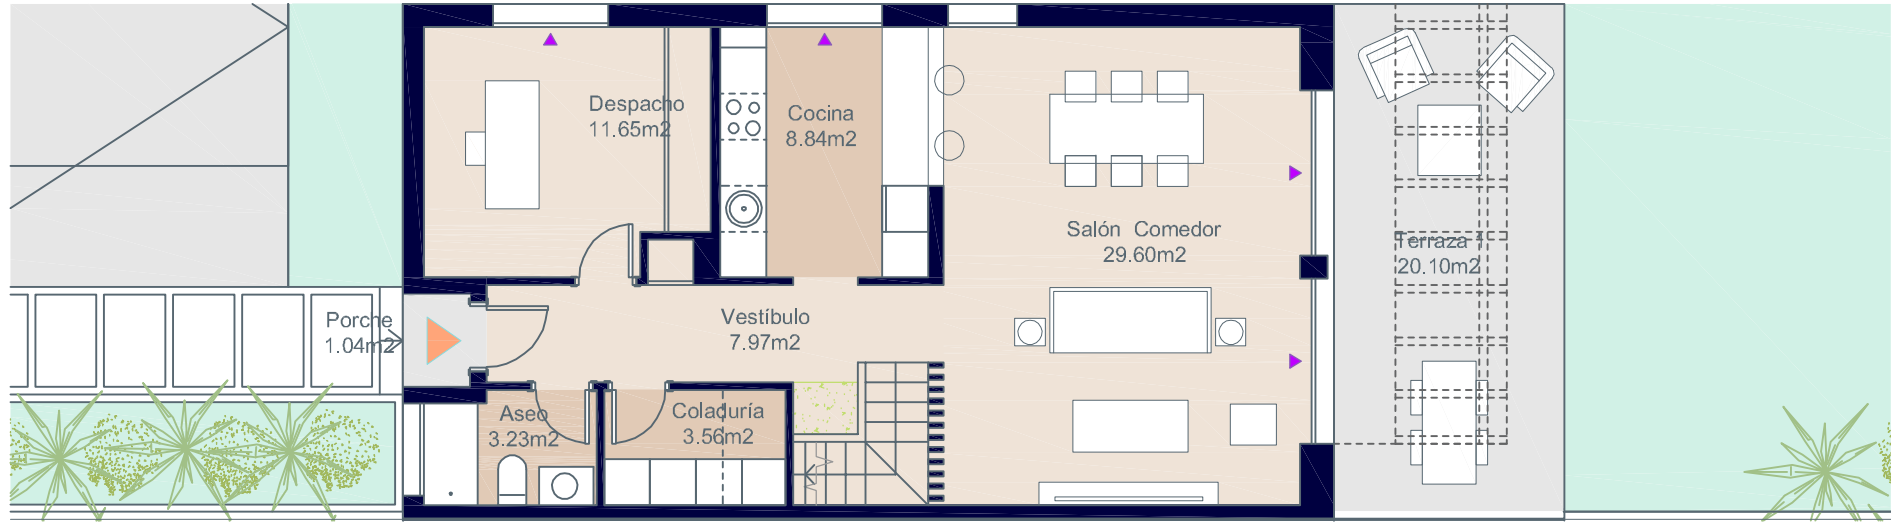 Despacho
11.65m2
Cocina
8.84m2
Salón Comedor
29.60m2
Terraza
20.10m2
Porche
1.04m2
Vestíbulo
7.97m2
Aseo
3.23m2
Coladuría
3.56m2